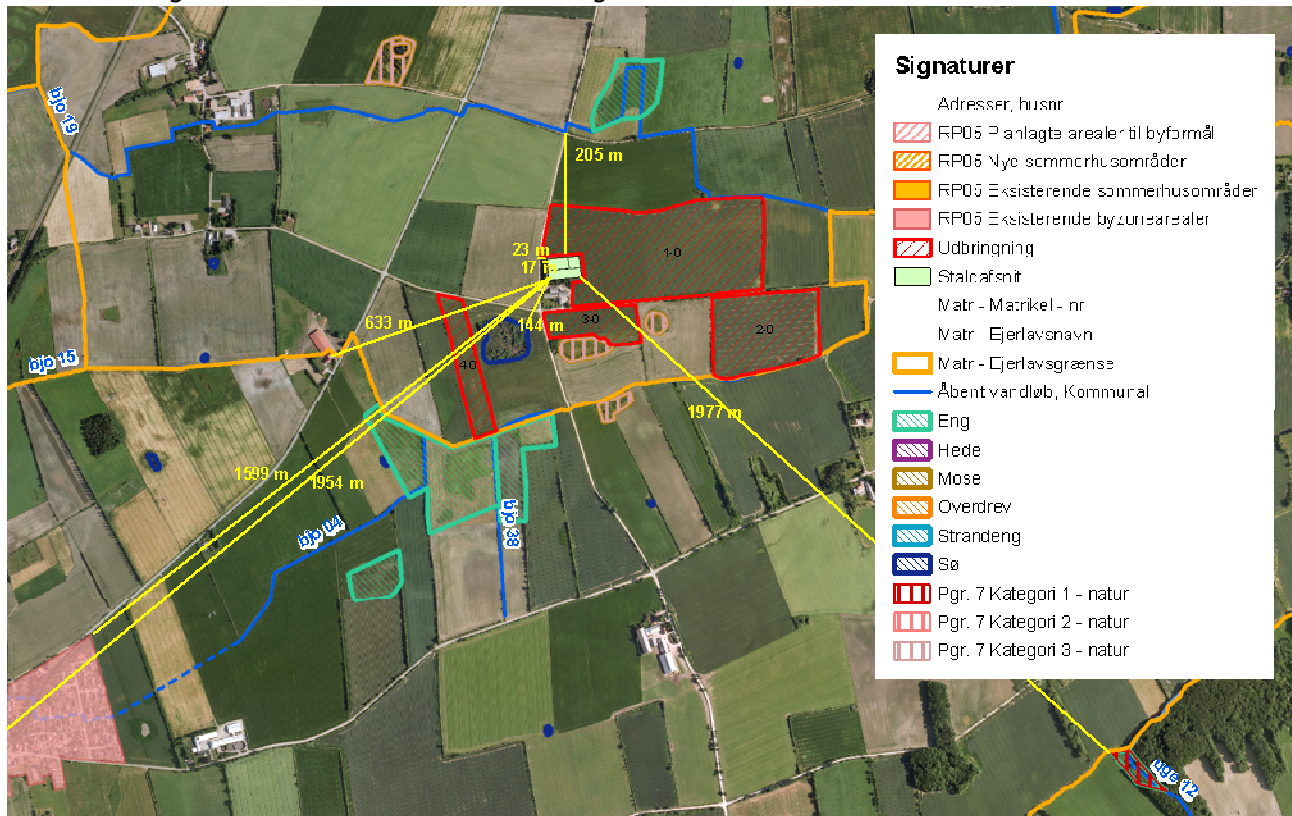 Signaturer
Adresser, husnr
RP05 Planlagte arealer til byformål
RP05 Nye sommerhusområder
RP05 Eksisterende sommerhusområder
RP05 Eksisterende byzonearealer
Udbringning
Staldafsnit
Matr - Matrikel - nr
Matr - Ejerlavsnavn
Matr - Ejerlavsgrænse
Åbent vandløb, Kommunal
Eng
Hede
Mose
Overdrev
Strandeng
Sø
Pgr. 7 Kategori 1 - natur
Pgr. 7 Kategori 2 - natur
Pgr. 7 Kategori 3 - natur
bjo 19
205 m
23 m
17 m
1-0
633 m
144 m
3-0
2-0
bjo 15
4-0
1977 m
1599 m
1954 m
bjo 04
bjo 38
uge 12